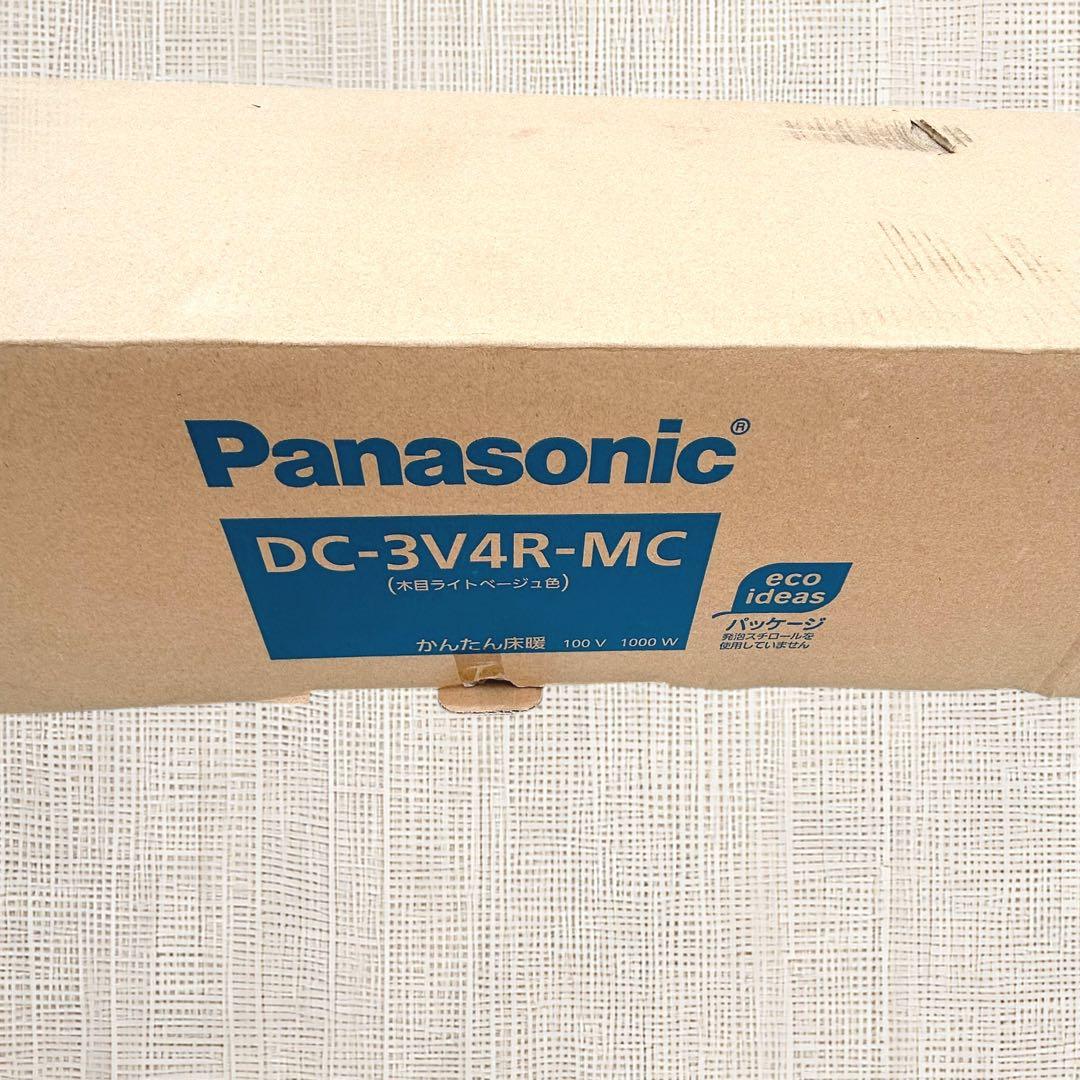 Panasonic®
DC-3V4R-MC
(木目ライトベージュ色)
かんたん床暖 100V 1000W
eco
ideas
パッケージ
発泡スチロールを
使用していません